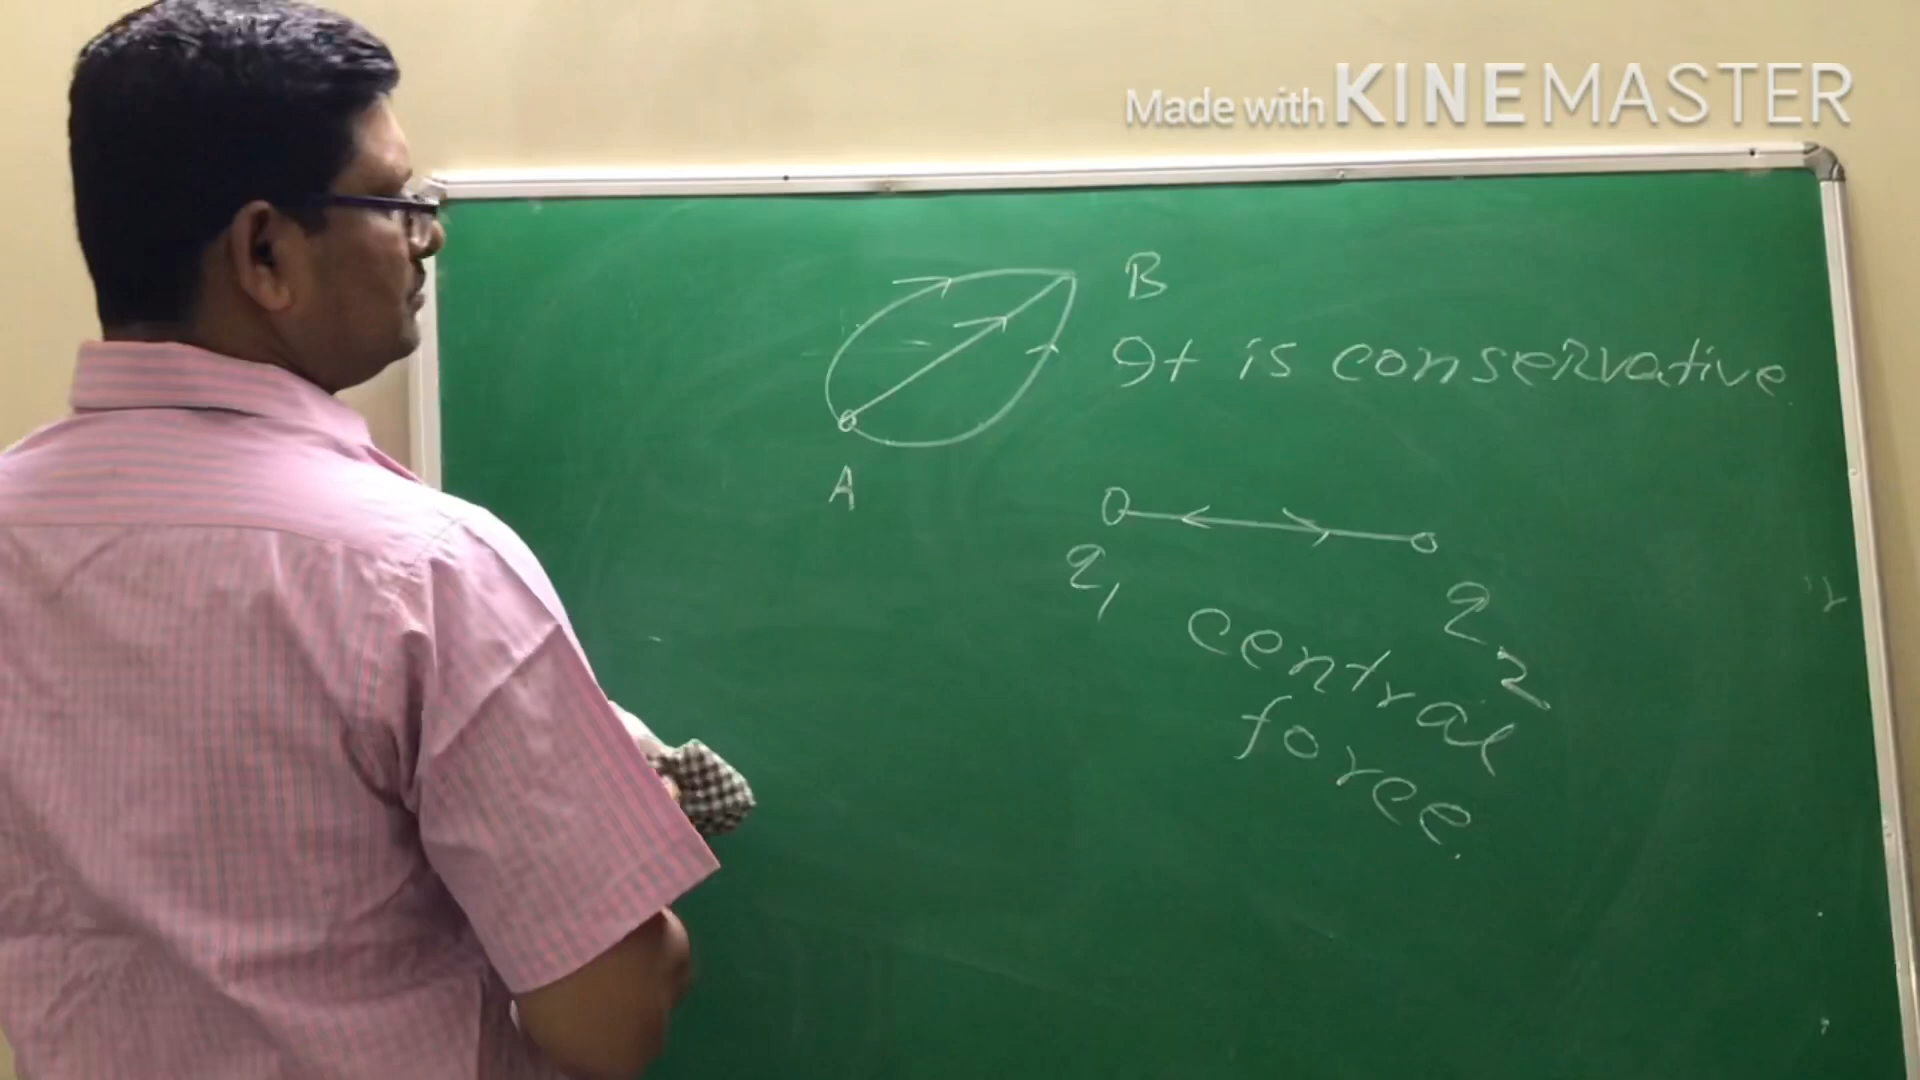 Made with KINEMASTER
B
It is conservative
A
q1
q2
central
force.